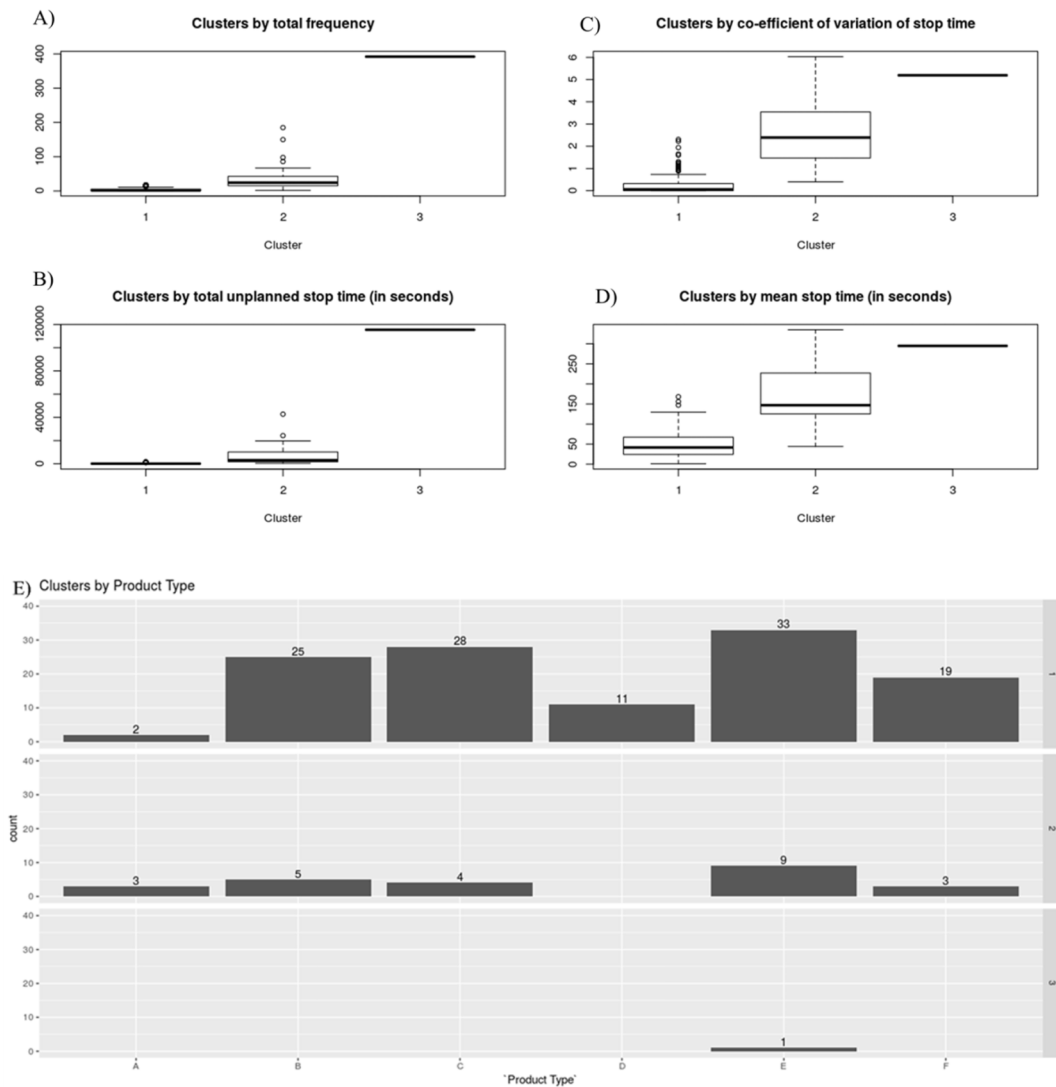 A)
Clusters by total frequency
400
300
200
100
0
1 2 3
Cluster
C)
Clusters by co-efficient of variation of stop time
6
5
4
3
2
1
0
1 2 3
Cluster
B)
Clusters by total unplanned stop time (in seconds)
120000
80000
40000
0
1 2 3
Cluster
D)
Clusters by mean stop time (in seconds)
250
150
50
0
1 2 3
Cluster
E) Clusters by Product Type
count
40
30
20
10
0
2 25 28 11 33 19
1
40
30
20
10
0
3 5 4 9 3
2
40
30
20
10
0
1
3
A B C D E F
`Product Type`